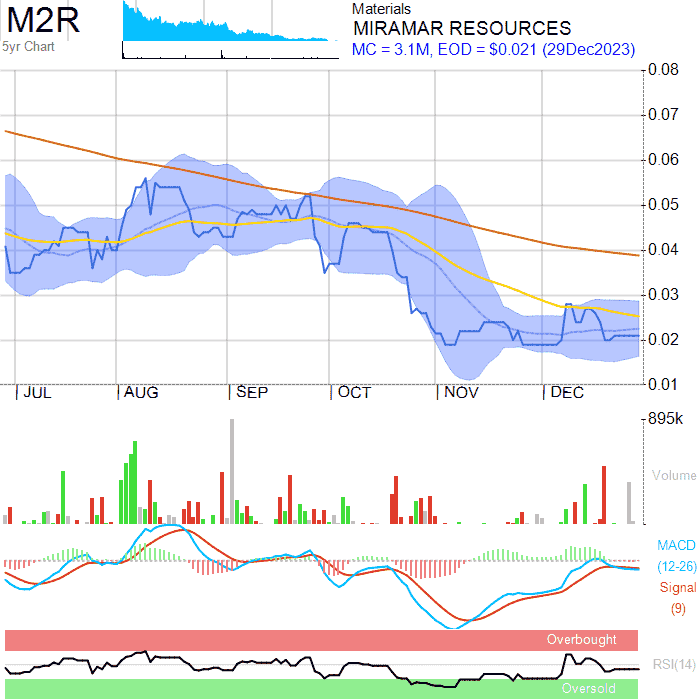 M2R
5yr Chart
Materials
MIRAMAR RESOURCES
MC = 3.1M, EOD = $0.021 (29Dec2023)
0.08
0.07
0.06
0.05
0.04
0.03
0.02
0.01
JUL AUG SEP OCT NOV DEC
895k
Volume
MACD
(12-26)
Signal
(9)
Overbought
RSI(14)
Oversold